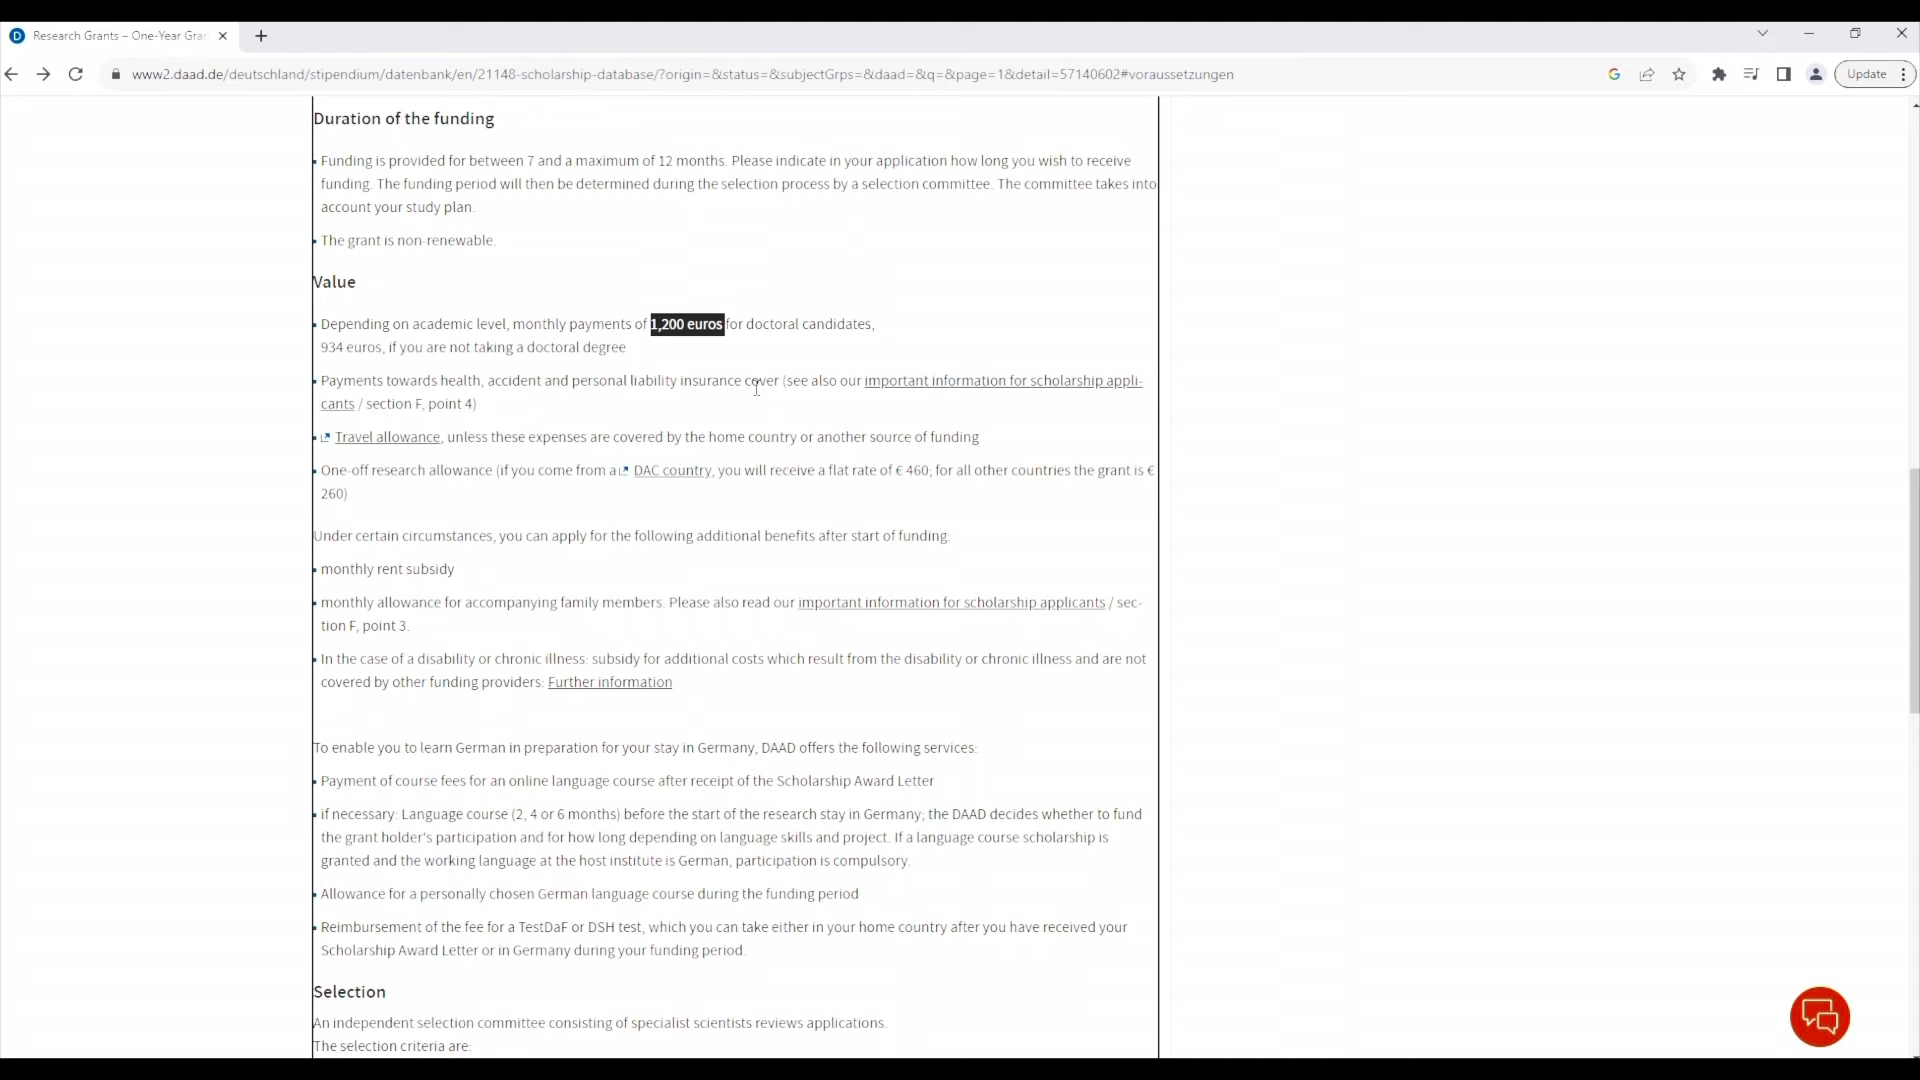 Research Grants – One-Year Gra
www2.daad.de/deutschland/stipendium/datenbank/en/21148-scholarship-database/?origin=&status=&subjectGrps=&daad=&q=&page=1&detail=57140602#voraussetzungen
Update
Duration of the funding
Funding is provided for between 7 and a maximum of 12 months. Please indicate in your application how long you wish to receive
funding. The funding period will then be determined during the selection process by a selection committee. The committee takes into
account your study plan.
The grant is non-renewable.
Value
Depending on academic level, monthly payments of 1,200 euros for doctoral candidates,
934 euros, if you are not taking a doctoral degree
Payments towards health, accident and personal liability insurance cover (see also our important information for scholarship appli-
cants / section F, point 4)
Travel allowance, unless these expenses are covered by the home country or another source of funding
One-off research allowance (if you come from a DAC country, you will receive a flat rate of € 460; for all other countries the grant is €
260)
Under certain circumstances, you can apply for the following additional benefits after start of funding:
monthly rent subsidy
monthly allowance for accompanying family members. Please also read our important information for scholarship applicants / sec-
tion F, point 3.
In the case of a disability or chronic illness: subsidy for additional costs which result from the disability or chronic illness and are not
covered by other funding providers: Further information
To enable you to learn German in preparation for your stay in Germany, DAAD offers the following services:
Payment of course fees for an online language course after receipt of the Scholarship Award Letter
if necessary: Language course (2, 4 or 6 months) before the start of the research stay in Germany; the DAAD decides whether to fund
the grant holder's participation and for how long depending on language skills and project. If a language course scholarship is
granted and the working language at the host institute is German, participation is compulsory.
Allowance for a personally chosen German language course during the funding period
Reimbursement of the fee for a TestDaF or DSH test, which you can take either in your home country after you have received your
Scholarship Award Letter or in Germany during your funding period.
Selection
An independent selection committee consisting of specialist scientists reviews applications.
The selection criteria are: